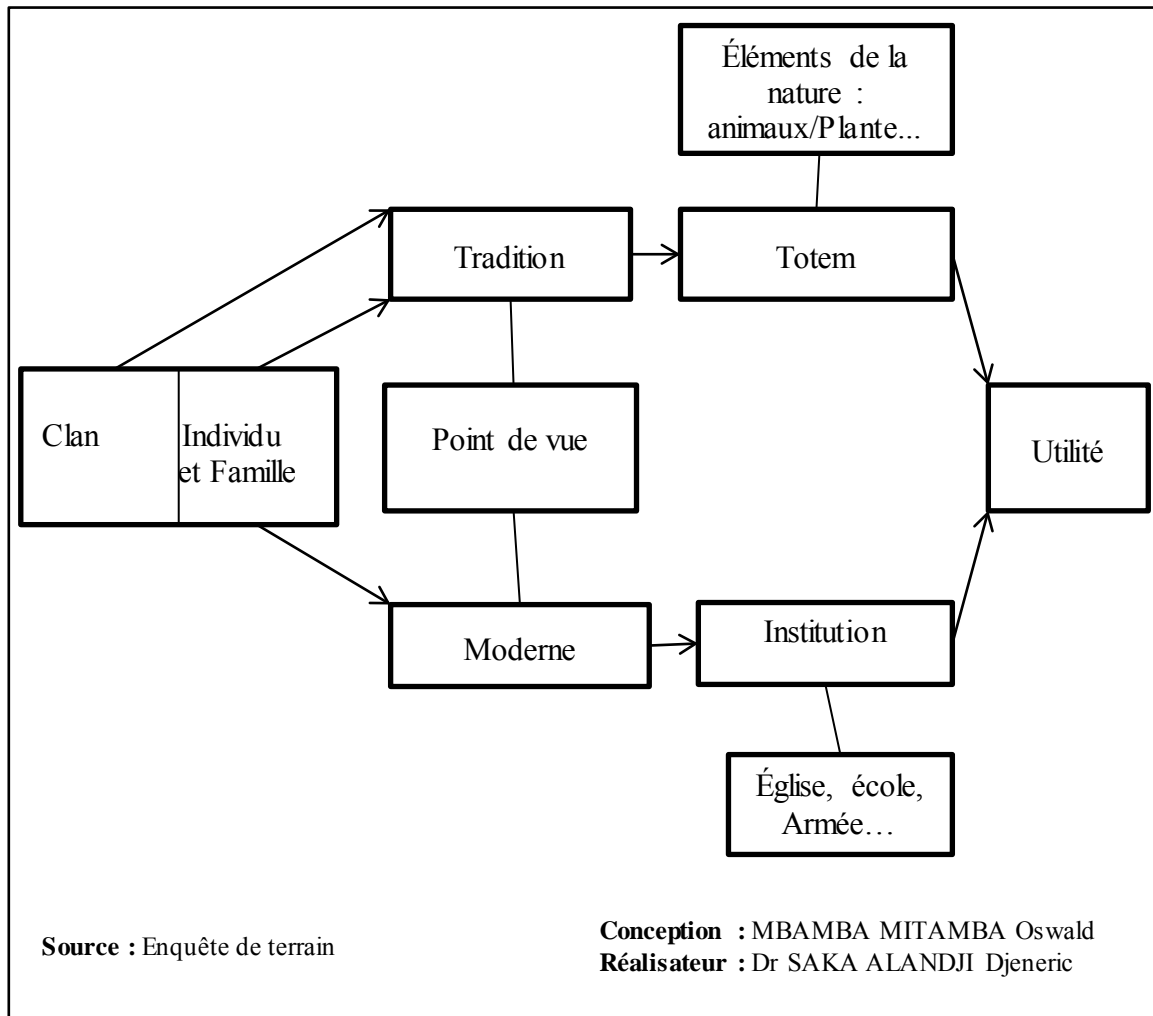 Éléments de la
nature :
animaux/Plante...
Tradition
Totem
Clan
Individu
et Famille
Point de vue
Utilité
Moderne
Institution
Église, école,
Armée…
Source : Enquête de terrain
Conception : MBAMBA MITAMBA Oswald
Réalisateur : Dr SAKA ALANDJI Djeneric